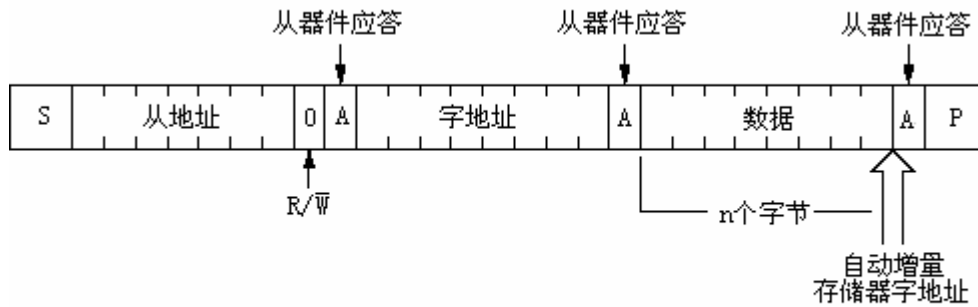 从器件应答 从器件应答 从器件应答
S 从地址 0 A 字地址 A 数据 A P
R/W̅
n个字节
自动增量
存储器字地址